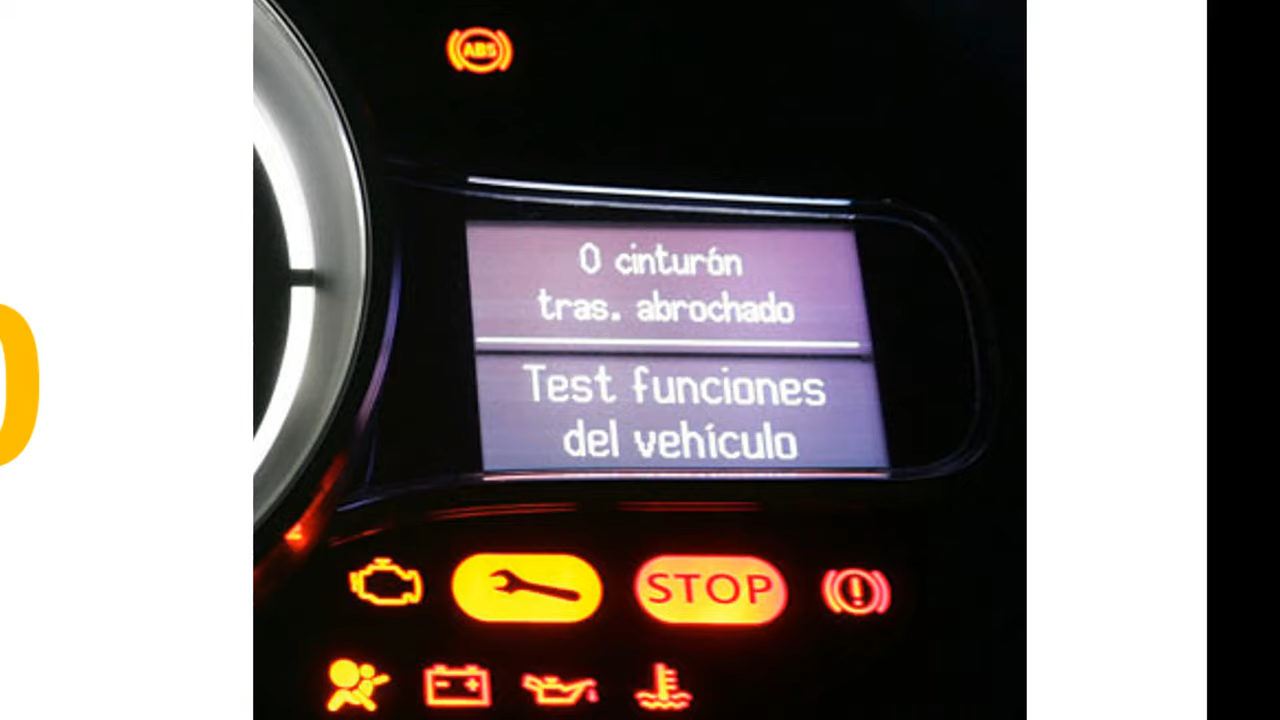 ABS
0 cinturón
tras. abrochado
Test funciones
del vehículo
STOP